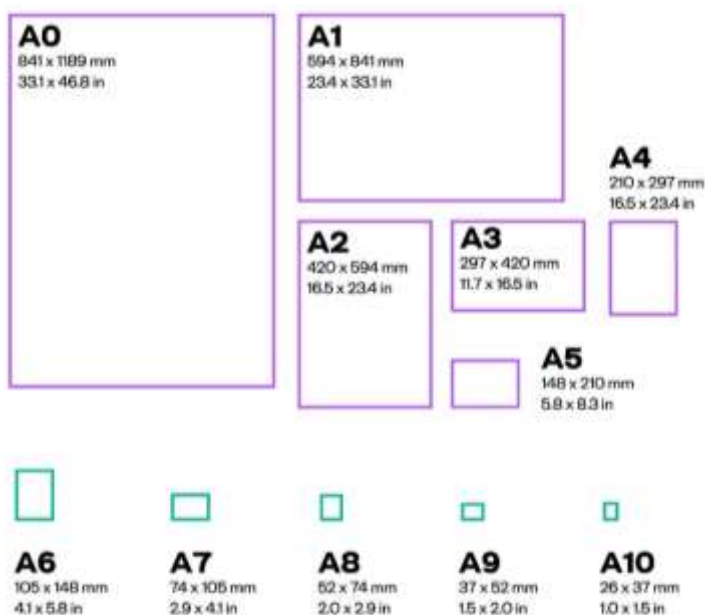 A0
841 x 1189 mm
33.1 x 46.8 in
A1
594 x 841 mm
23.4 x 33.1 in
A4
210 x 297 mm
16.5 x 23.4 in
A2
420 x 594 mm
16.5 x 23.4 in
A3
297 x 420 mm
11.7 x 16.5 in
A5
148 x 210 mm
5.8 x 8.3 in
A6
105 x 148 mm
4.1 x 5.8 in
A7
74 x 105 mm
2.9 x 4.1 in
A8
52 x 74 mm
2.0 x 2.9 in
A9
37 x 52 mm
1.5 x 2.0 in
A10
26 x 37 mm
1.0 x 1.5 in